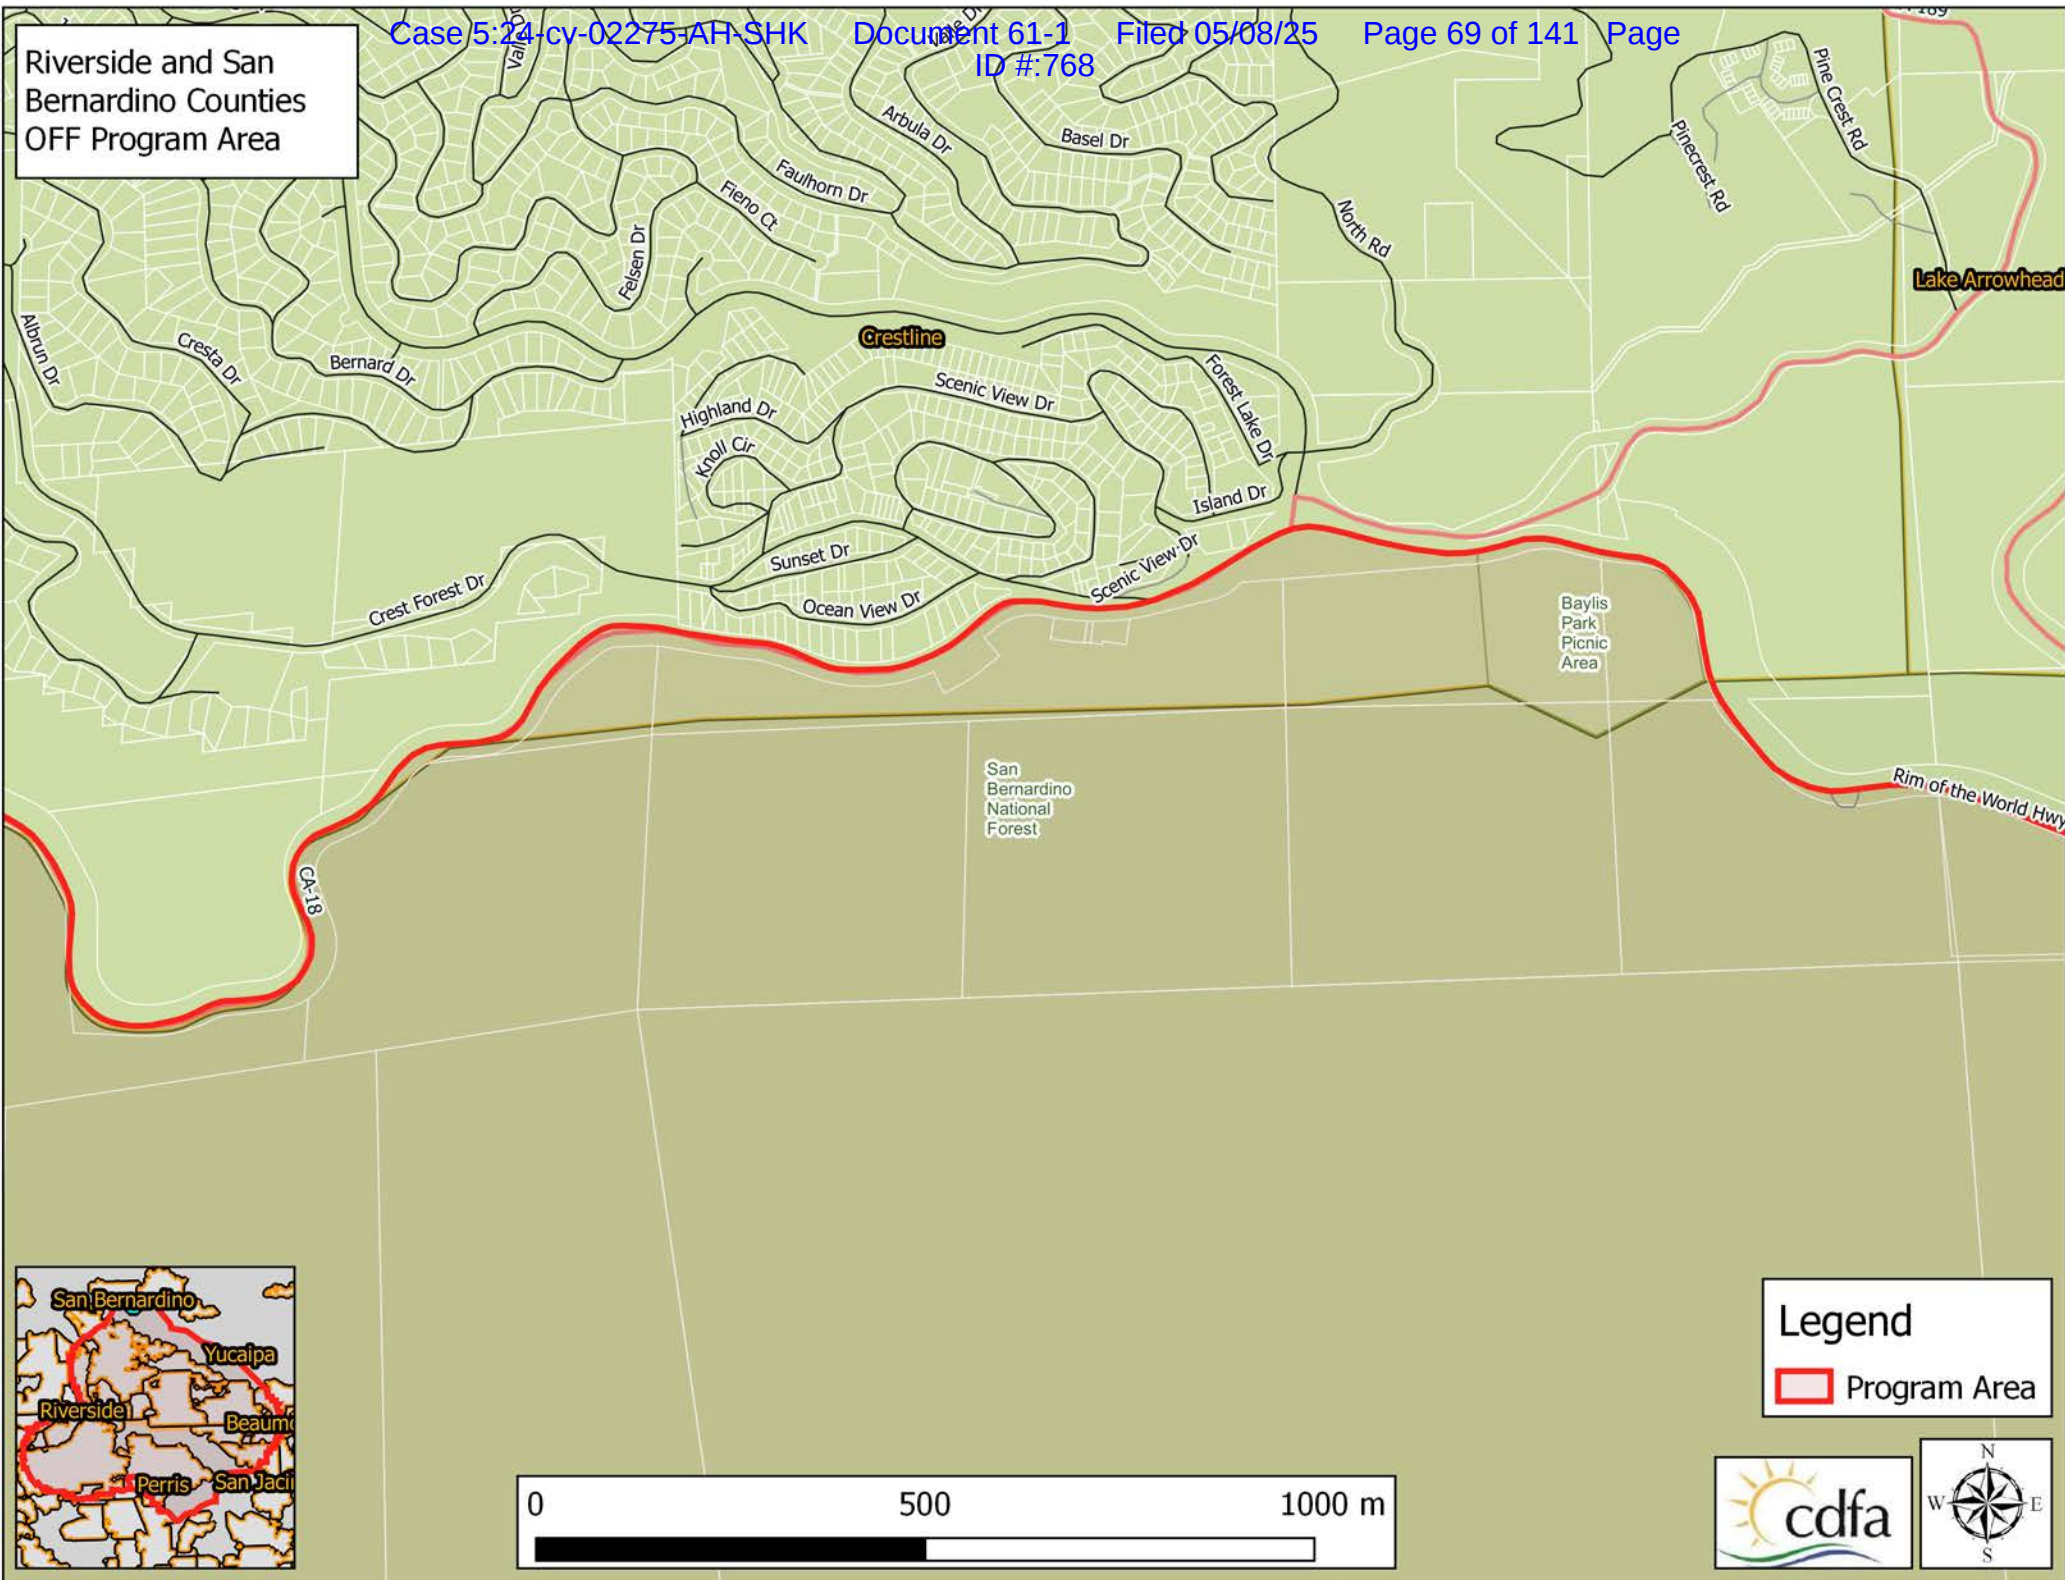 Case 5:24-cv-02275-AH-SHK Document 61-1 Filed 05/08/25 Page 69 of 141 Page
ID #:768
Riverside and San
Bernardino Counties
OFF Program Area
Arbula Dr
Basel Dr
Pine Crest Rd
Pinecrest Rd
Faulhorn Dr
Fieno Ct
North Rd
Felsen Dr
Lake Arrowhead
Albrun Dr
Cresta Dr
Bernard Dr
Crestline
Highland Dr
Scenic View Dr
Forest Lake Dr
Knoll Cir
Island Dr
Sunset Dr
Scenic View Dr
Crest Forest Dr
Ocean View Dr
Baylis
Park
Picnic
Area
San
Bernardino
National
Forest
Rim of the World Hwy
CA-18
San Bernardino
Yucaipa
Riverside
Beaum
Perris
San Jaci
0 500 1000 m
Legend
Program Area
cdfa
N
W E
S